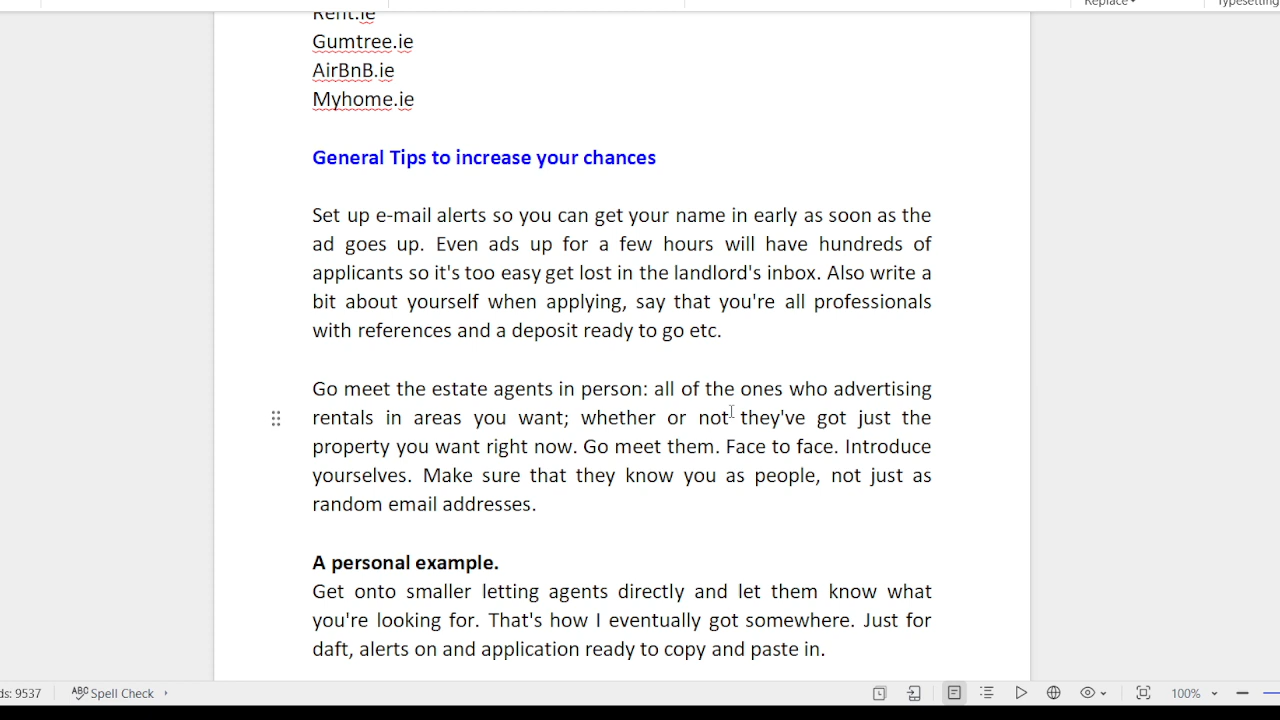 Replace
Typesetting
Rent.ie
Gumtree.ie
AirBnB.ie
Myhome.ie
General Tips to increase your chances
Set up e-mail alerts so you can get your name in early as soon as the
ad goes up. Even ads up for a few hours will have hundreds of
applicants so it's too easy get lost in the landlord's inbox. Also write a
bit about yourself when applying, say that you're all professionals
with references and a deposit ready to go etc.
Go meet the estate agents in person: all of the ones who advertising
rentals in areas you want; whether or not they've got just the
property you want right now. Go meet them. Face to face. Introduce
yourselves. Make sure that they know you as people, not just as
random email addresses.
A personal example.
Get onto smaller letting agents directly and let them know what
you're looking for. That's how I eventually got somewhere. Just for
daft, alerts on and application ready to copy and paste in.
ds: 9537 ABC Spell Check 100%